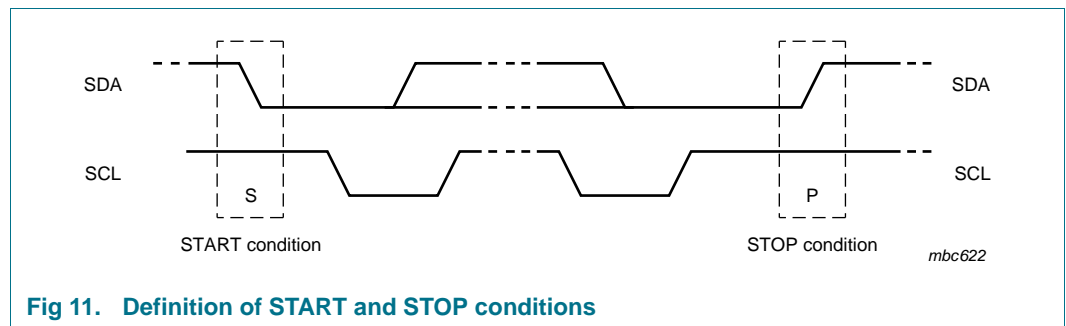 SDA
SDA
SCL
SCL
S
P
START condition
STOP condition
mbc622
Fig 11. Definition of START and STOP conditions